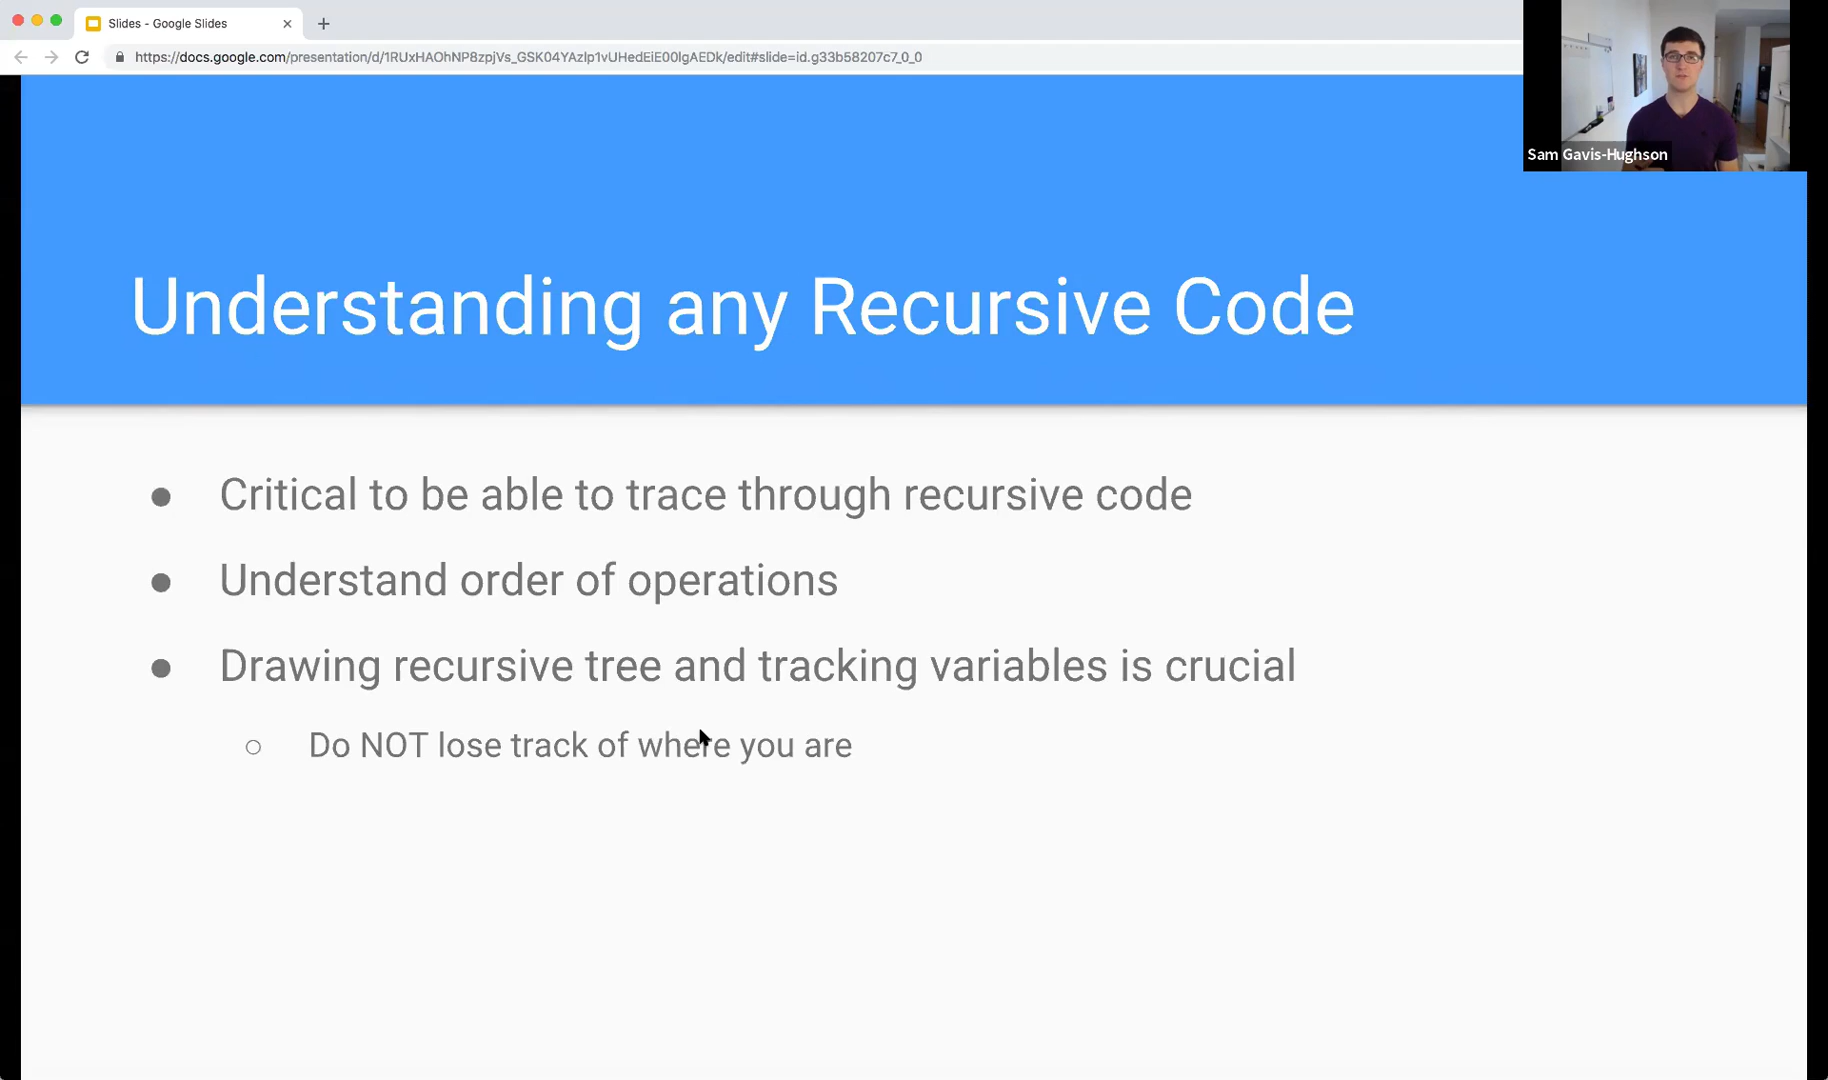 Slides - Google Slides
https://docs.google.com/presentation/d/1RUxHAOhNP8zpjVs_GSK04YAzlp1vUHedEiE00lgAEDk/edit#slide=id.g33b58207c7_0_0
Sam Gavis-Hughson
Understanding any Recursive Code
● Critical to be able to trace through recursive code
● Understand order of operations
● Drawing recursive tree and tracking variables is crucial
○ Do NOT lose track of where you are